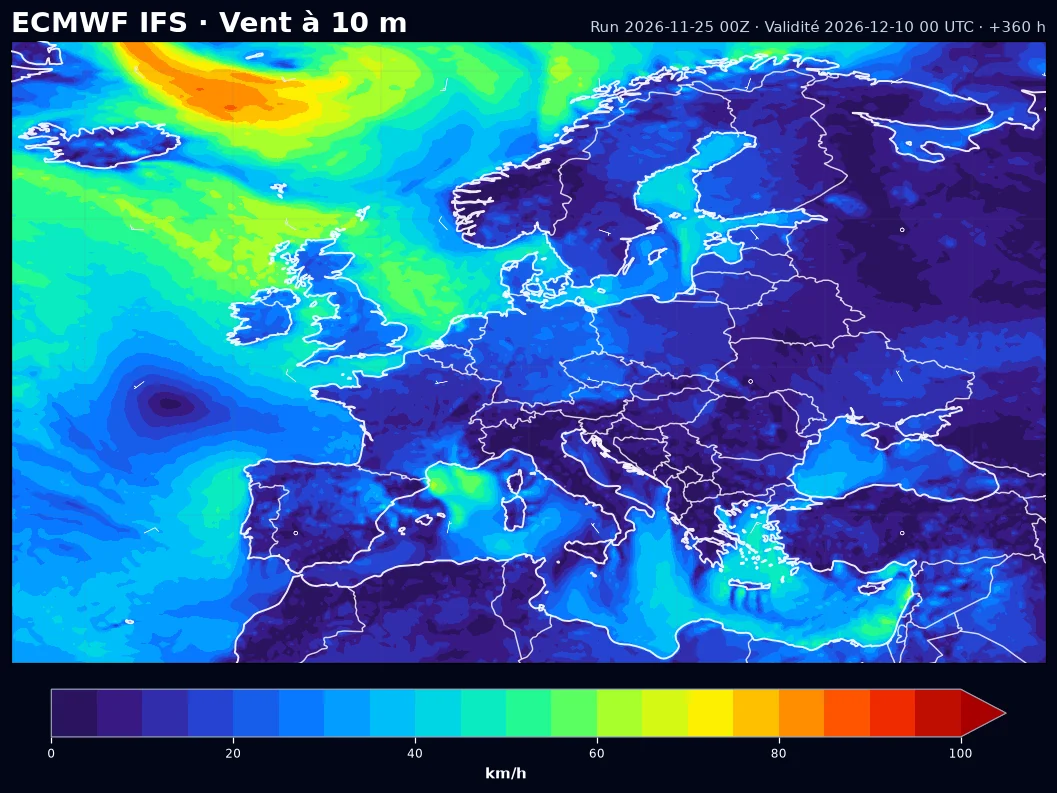 ECMWF IFS · Vent à 10 m
Run 2026-11-25 00Z · Validité 2026-12-10 00 UTC · +360 h
0 20 40 60 80 100
km/h